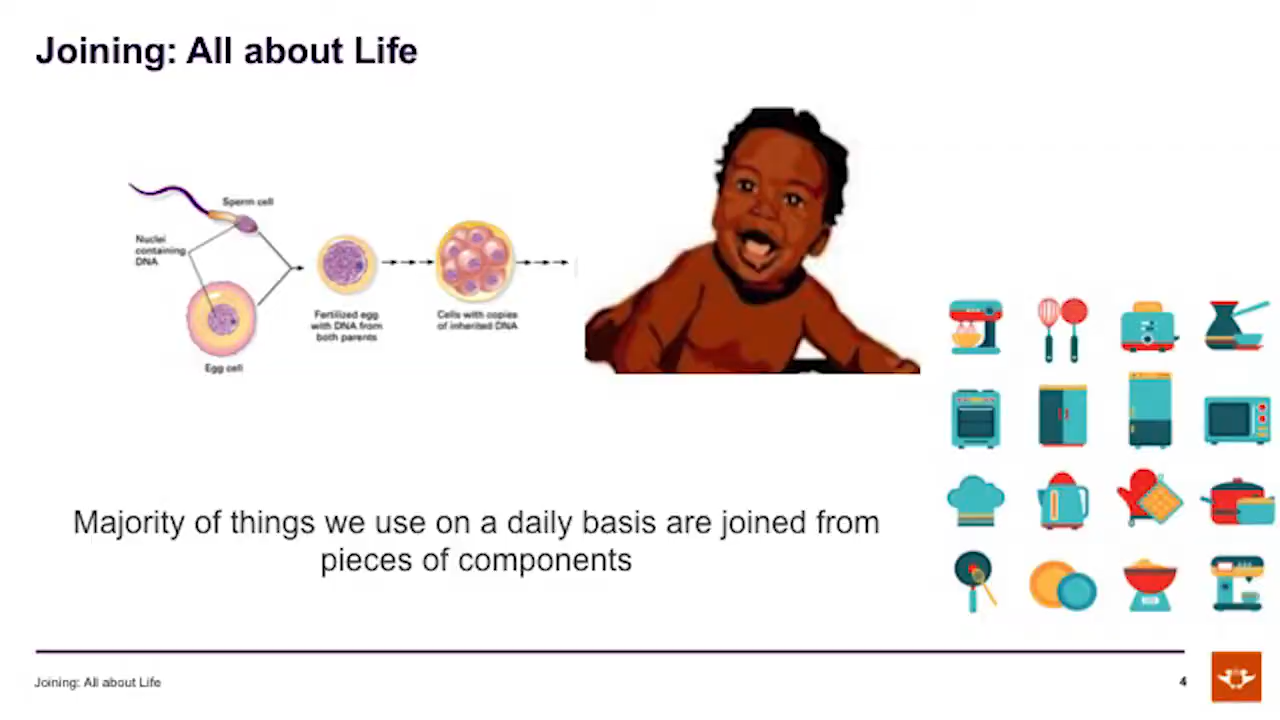 Joining: All about Life
Sperm cell
Nuclei
containing
DNA
Egg cell
Fertilized egg
with DNA from
both parents
Cells with copies
of inherited DNA
Majority of things we use on a daily basis are joined from
pieces of components
Joining: All about Life
4